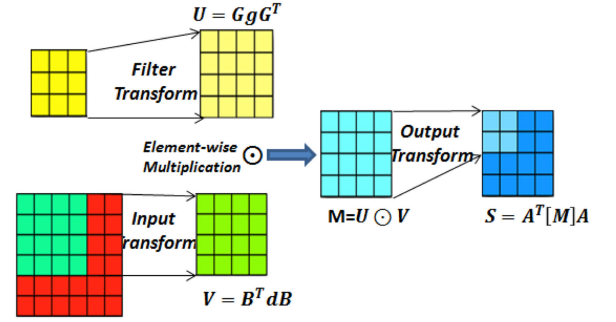 U = GgG^T
Filter
Transform
Element-wise
Multiplication ⊙
Output
Transform
M=U ⊙ V
S = A^T[M]A
Input
Transform
V = B^T dB